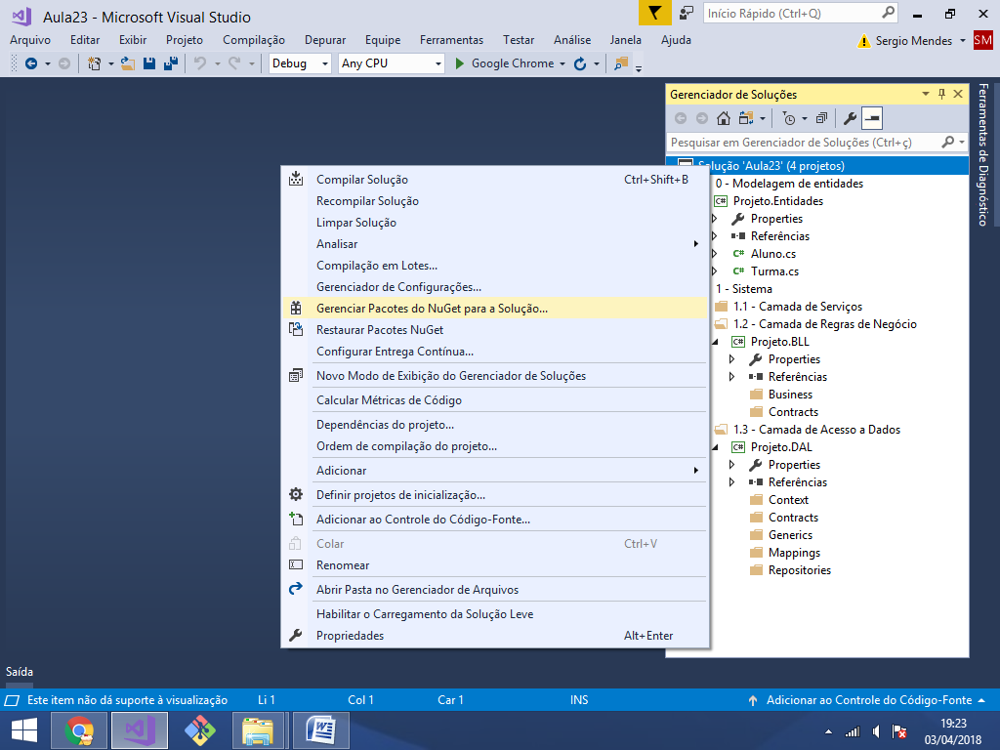 Aula23 - Microsoft Visual Studio
Início Rápido (Ctrl+Q)
Arquivo Editar Exibir Projeto Compilação Depurar Equipe Ferramentas Testar Análise Janela Ajuda
Sergio Mendes SM
Debug Any CPU Google Chrome
Gerenciador de Soluções
Pesquisar em Gerenciador de Soluções (Ctrl+ç)
Solução 'Aula23' (4 projetos)
0 - Modelagem de entidades
C# Projeto.Entidades
Properties
Referências
C# Aluno.cs
C# Turma.cs
1 - Sistema
1.1 - Camada de Serviços
1.2 - Camada de Regras de Negócio
C# Projeto.BLL
Properties
Referências
Business
Contracts
1.3 - Camada de Acesso a Dados
C# Projeto.DAL
Properties
Referências
Context
Contracts
Generics
Mappings
Repositories
Ferramentas de Diagnóstico
Compilar Solução Ctrl+Shift+B
Recompilar Solução
Limpar Solução
Analisar
Compilação em Lotes...
Gerenciador de Configurações...
Gerenciar Pacotes do NuGet para a Solução...
Restaurar Pacotes NuGet
Configurar Entrega Contínua...
Novo Modo de Exibição do Gerenciador de Soluções
Calcular Métricas de Código
Dependências do projeto...
Ordem de compilação do projeto...
Adicionar
Definir projetos de inicialização...
Adicionar ao Controle do Código-Fonte...
Colar Ctrl+V
Renomear
Abrir Pasta no Gerenciador de Arquivos
Habilitar o Carregamento da Solução Leve
Propriedades Alt+Enter
Saída
Este item não dá suporte à visualização Li 1 Col 1 Car 1 INS Adicionar ao Controle do Código-Fonte
19:23
03/04/2018